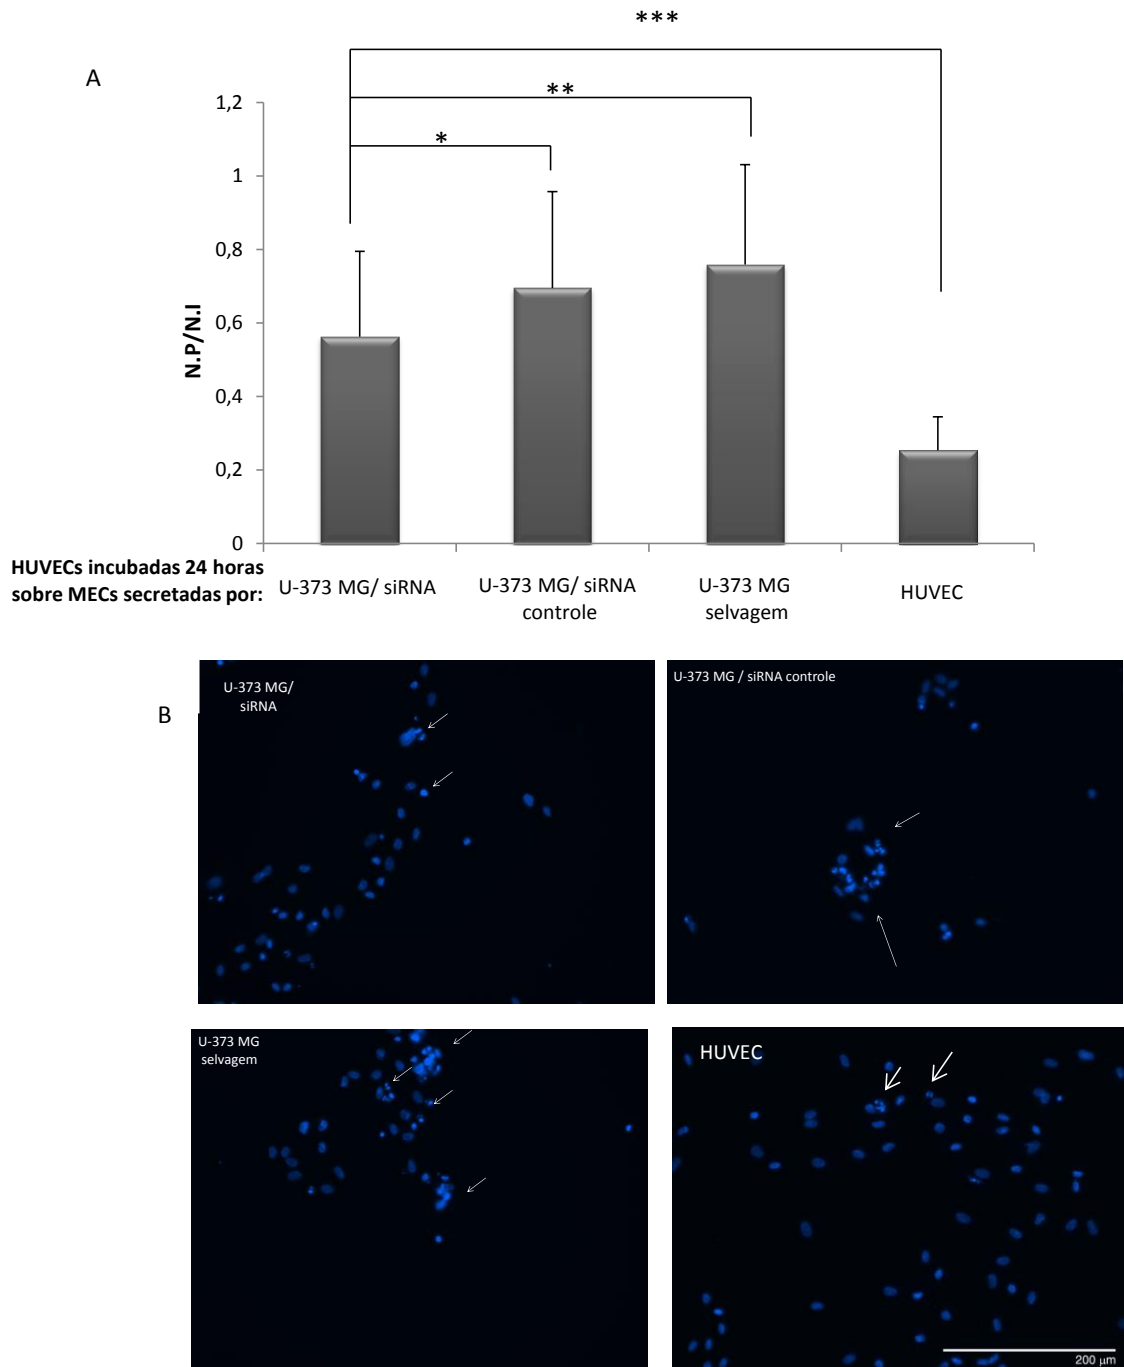 ***
A
**
*
1,2
1
0,8
0,6
0,4
0,2
0
N.P/N.I
HUVECs incubadas 24 horas
sobre MECs secretadas por:
U-373 MG/ siRNA
U-373 MG/ siRNA
controle
U-373 MG
selvagem
HUVEC
B
U-373 MG/
siRNA
U-373 MG / siRNA controle
U-373 MG
selvagem
HUVEC
200 µm